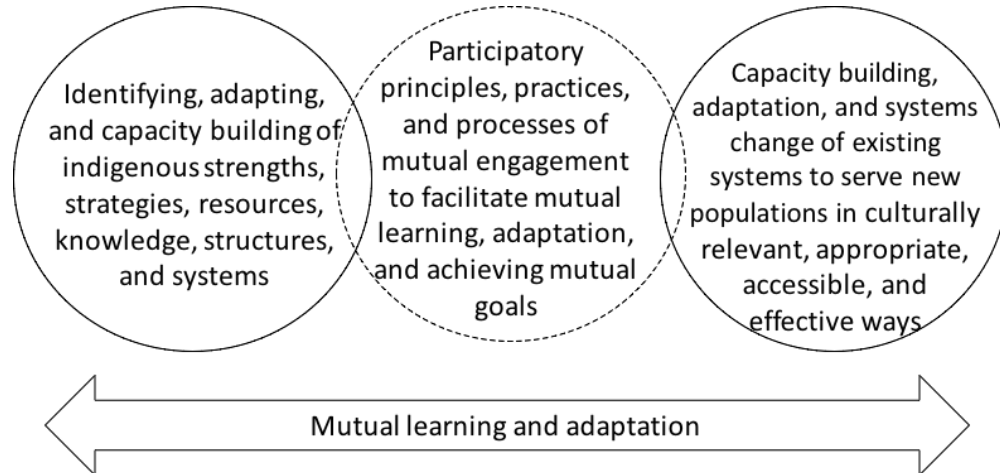 Identifying, adapting,
and capacity building of
indigenous strengths,
strategies, resources,
knowledge, structures,
and systems
Participatory
principles, practices,
and processes of
mutual engagement
to facilitate mutual
learning, adaptation,
and achieving mutual
goals
Capacity building,
adaptation, and systems
change of existing
systems to serve new
populations in culturally
relevant, appropriate,
accessible, and
effective ways
Mutual learning and adaptation